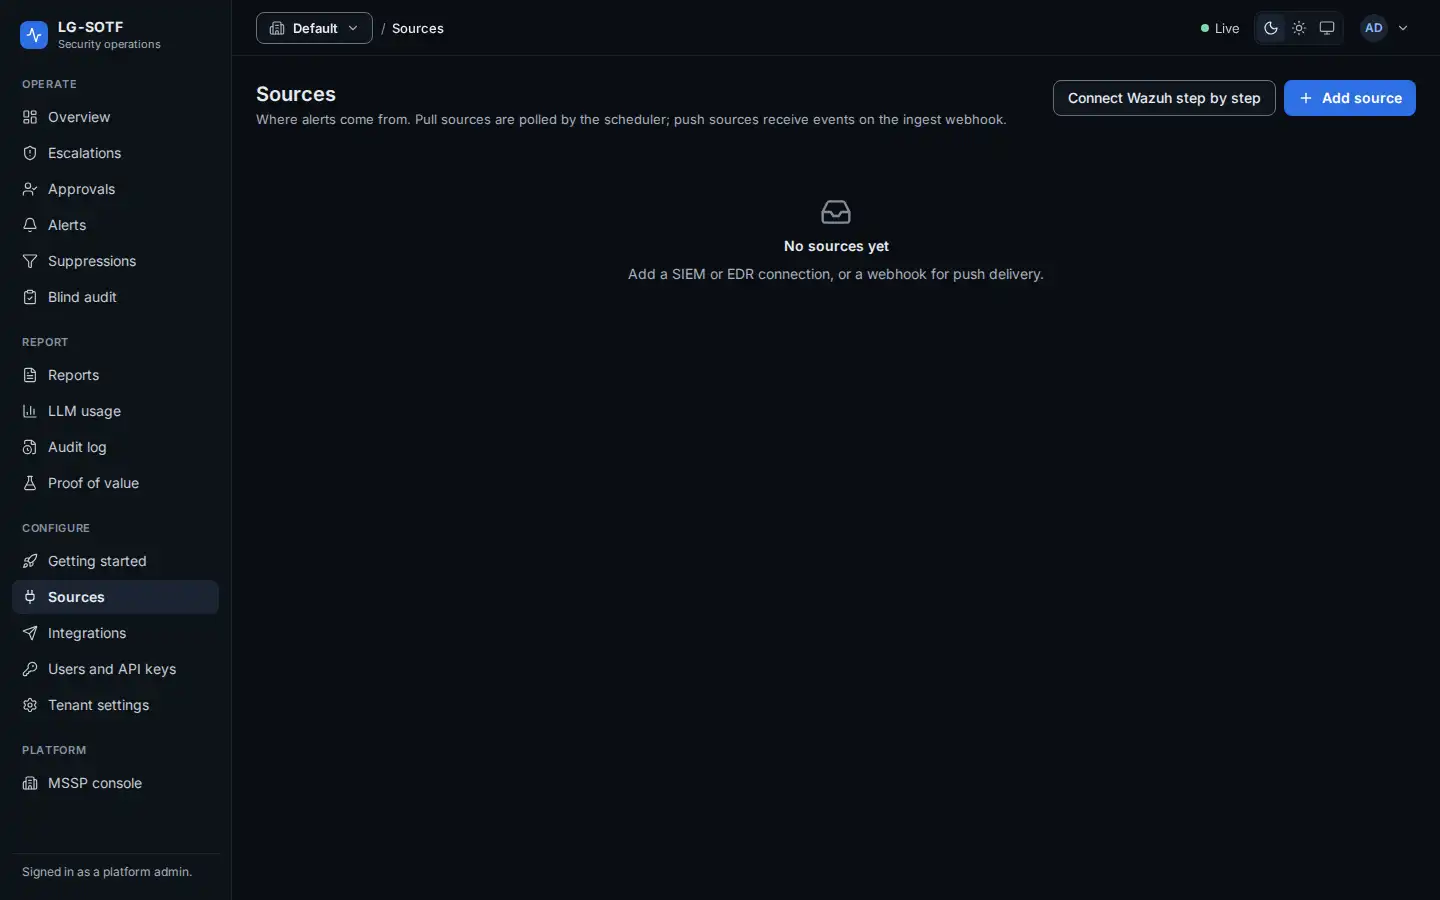 LG-SOTF
Security operations
OPERATE
Overview
Escalations
Approvals
Alerts
Suppressions
Blind audit
REPORT
Reports
LLM usage
Audit log
Proof of value
CONFIGURE
Getting started
Sources
Integrations
Users and API keys
Tenant settings
PLATFORM
MSSP console
Signed in as a platform admin.
Default / Sources
Live
AD
Sources
Where alerts come from. Pull sources are polled by the scheduler; push sources receive events on the ingest webhook.
Connect Wazuh step by step
Add source
No sources yet
Add a SIEM or EDR connection, or a webhook for push delivery.